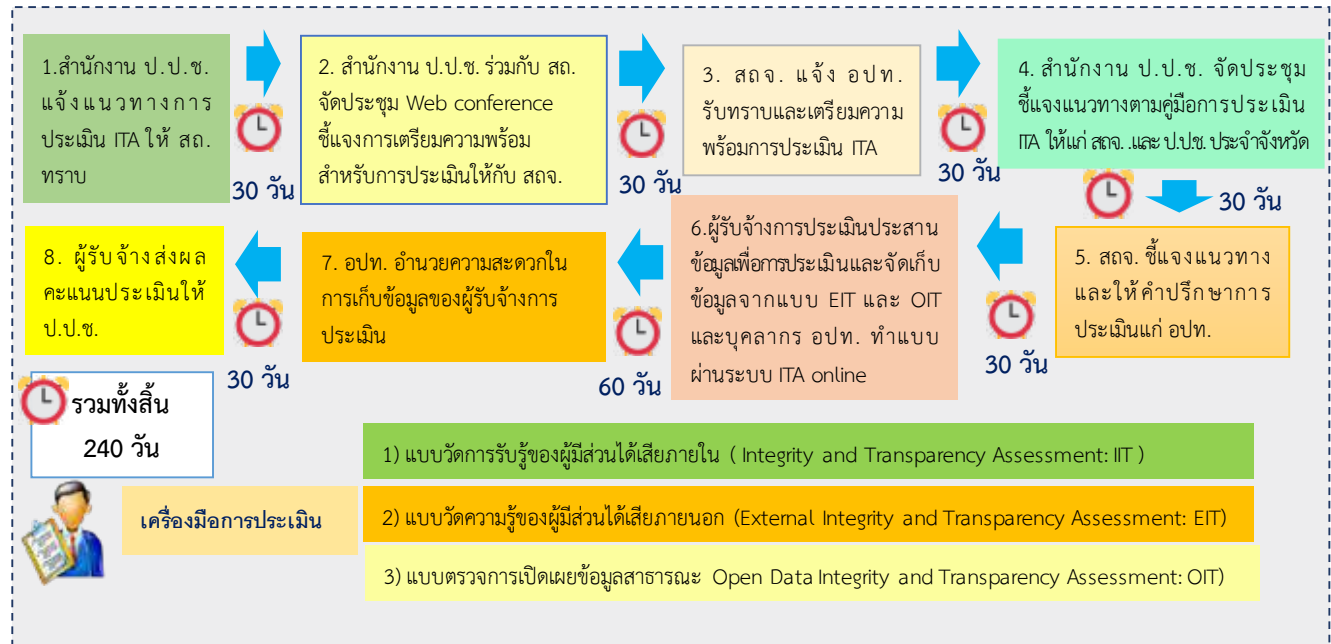 1.สำนักงาน ป.ป.ช.
แจ้งแนวทางการ
ประเมิน ITA ให้ สถ.
ทราบ
30 วัน
2. สำนักงาน ป.ป.ช. ร่วมกับ สถ.
จัดประชุม Web conference
ชี้แจงการเตรียมความพร้อม
สำหรับการประเมินให้กับ สถจ.
30 วัน
3. สถจ. แจ้ง อปท.
รับทราบและเตรียมความ
พร้อมการประเมิน ITA
30 วัน
4. สำนักงาน ป.ป.ช. จัดประชุม
ชี้แจงแนวทางตามคู่มือการประเมิน
ITA ให้แก่ สถจ. .และ ป.ป.ช. ประจำจังหวัด
30 วัน
5. สถจ. ชี้แจงแนวทาง
และให้คำปรึกษาการ
ประเมินแก่ อปท.
30 วัน
6.ผู้รับจ้างการประเมินประสาน
ข้อมูลเพื่อการประเมินและจัดเก็บ
ข้อมูลจากแบบ EIT และ OIT
และบุคลากร อปท. ทำแบบ
ผ่านระบบ ITA online
60 วัน
7. อปท. อำนวยความสะดวกใน
การเก็บข้อมูลของผู้รับจ้างการ
ประเมิน
30 วัน
8. ผู้รับจ้างส่งผล
คะแนนประเมินให้
ป.ป.ช.
รวมทั้งสิ้น
240 วัน
เครื่องมือการประเมิน
1) แบบวัดการรับรู้ของผู้มีส่วนได้เสียภายใน ( Integrity and Transparency Assessment: IIT )
2) แบบวัดความรู้ของผู้มีส่วนได้เสียภายนอก (External Integrity and Transparency Assessment: EIT)
3) แบบตรวจการเปิดเผยข้อมูลสาธารณะ Open Data Integrity and Transparency Assessment: OIT)